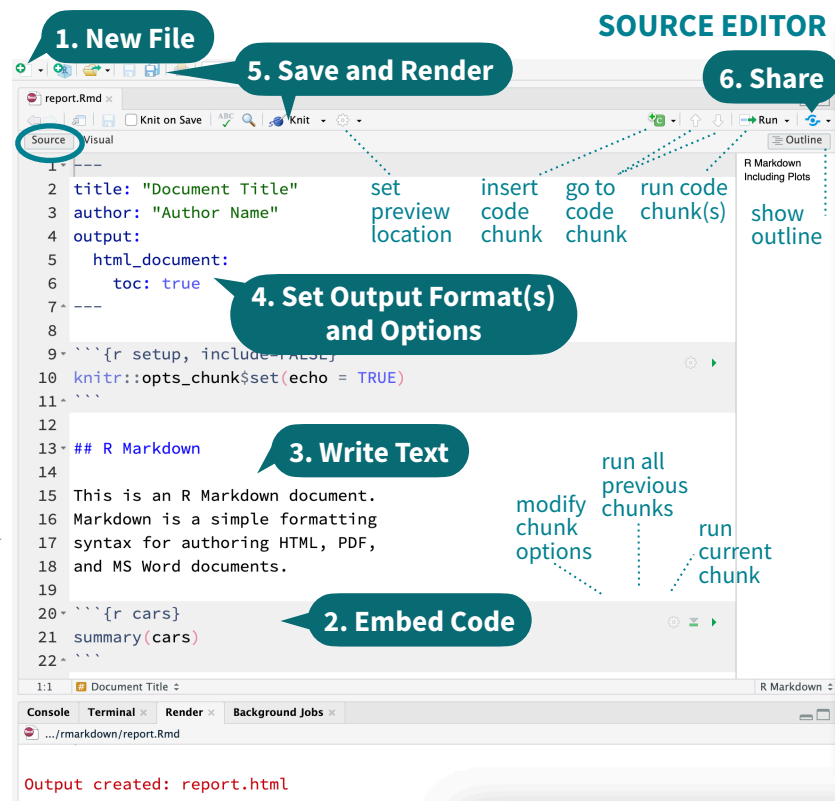 SOURCE EDITOR
1. New File
5. Save and Render
6. Share
report.Rmd
Knit on Save
ABC
Knit
Run
Source
Visual
Outline
R Markdown
Including Plots
set
preview
location
insert
code
chunk
go to
code
chunk
run code
chunk(s)
show
outline
1 ---
2 title: "Document Title"
3 author: "Author Name"
4 output:
5   html_document:
6     toc: true
7 ---
4. Set Output Format(s)
and Options
8
9 ```{r setup, include=FALSE}
10 knitr::opts_chunk$set(echo = TRUE)
11 ```
12
13 ## R Markdown
3. Write Text
14
15 This is an R Markdown document.
16 Markdown is a simple formatting
17 syntax for authoring HTML, PDF,
18 and MS Word documents.
19
modify
chunk
options
run all
previous
chunks
run
current
chunk
20 ```{r cars}
21 summary(cars)
22 ```
2. Embed Code
1:1 # Document Title
R Markdown
Console Terminal Render Background Jobs
.../rmarkdown/report.Rmd
Output created: report.html